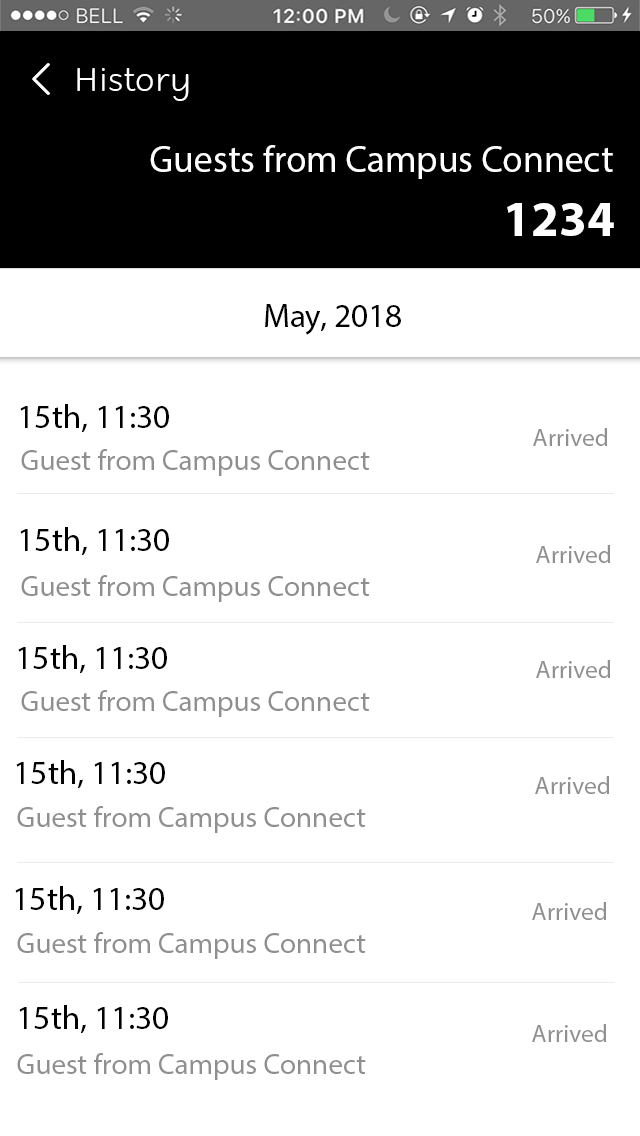 BELL 12:00 PM 50%
History
Guests from Campus Connect
1234
May, 2018
15th, 11:30
Guest from Campus Connect
Arrived
15th, 11:30
Guest from Campus Connect
Arrived
15th, 11:30
Guest from Campus Connect
Arrived
15th, 11:30
Guest from Campus Connect
Arrived
15th, 11:30
Guest from Campus Connect
Arrived
15th, 11:30
Guest from Campus Connect
Arrived